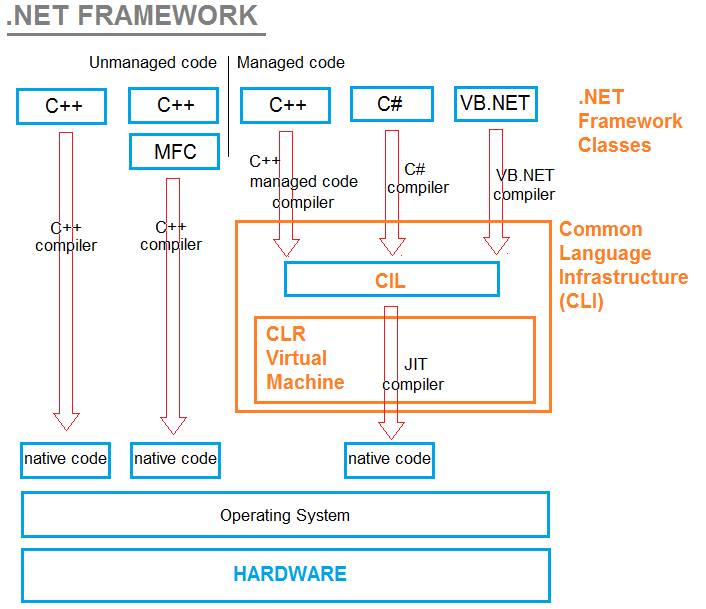 .NET FRAMEWORK
Unmanaged code
Managed code
C++
C++
C++
C#
VB.NET
.NET
Framework
Classes
MFC
C++
compiler
C++
compiler
C++
managed code
compiler
C#
compiler
VB.NET
compiler
Common
Language
Infrastructure
(CLI)
CIL
CLR
Virtual
Machine
JIT
compiler
native code
native code
native code
Operating System
HARDWARE